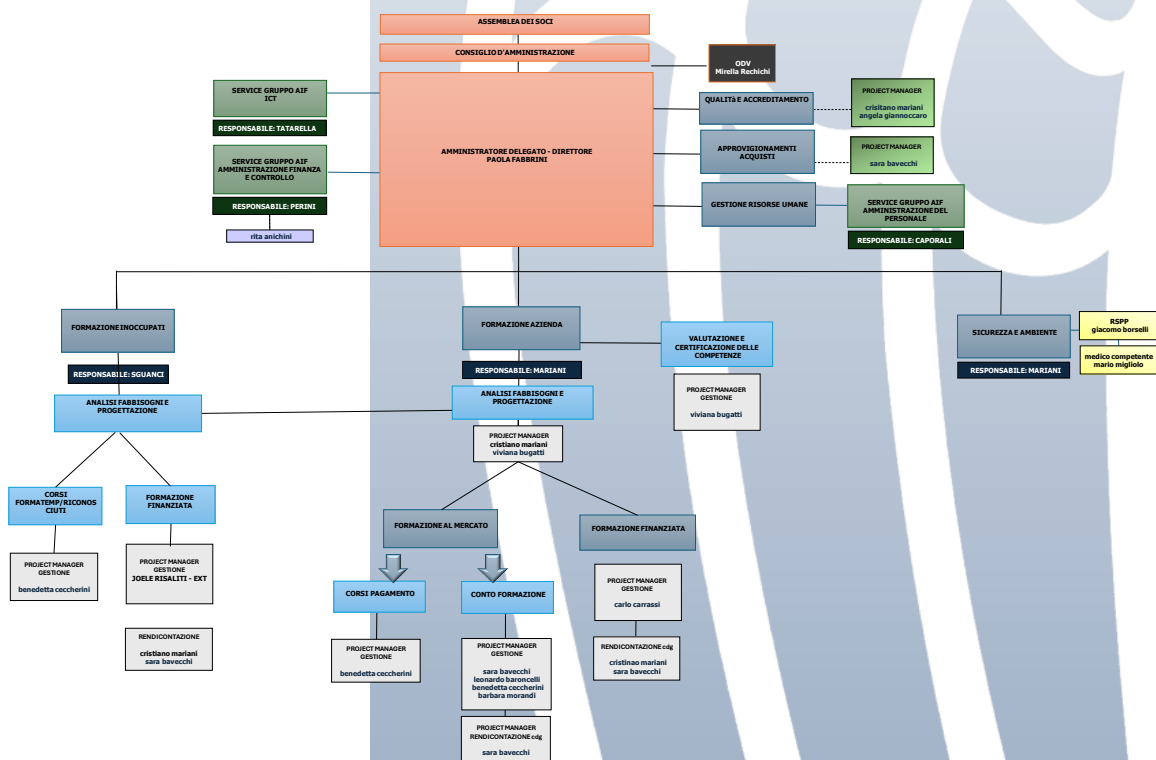 ASSEMBLEA DEI SOCI
CONSIGLIO D'AMMINISTRAZIONE
ODV
Mirella Rechichi
SERVICE GRUPPO AIF
ICT
RESPONSABILE: TATARELLA
SERVICE GRUPPO AIF
AMMINISTRAZIONE FINANZA
E CONTROLLO
RESPONSABILE: PERINI
rita anichini
AMMINISTRATORE DELEGATO - DIRETTORE
PAOLA FABBRINI
QUALITà E ACCREDITAMENTO
PROJECT MANAGER
crisitano mariani
angela giannoccaro
APPROVIGIONAMENTI
ACQUISTI
PROJECT MANAGER
sara bavecchi
GESTIONE RISORSE UMANE
SERVICE GRUPPO AIF
AMMINISTRAZIONE DEL
PERSONALE
RESPONSABILE: CAPORALI
FORMAZIONE INOCCUPATI
RESPONSABILE: SGUANCI
ANALISI FABBISOGNI E
PROGETTAZIONE
CORSI
FORMATEMP/RICONOS
CIUTI
PROJECT MANAGER
GESTIONE
benedetta ceccherini
FORMAZIONE
FINANZIATA
PROJECT MANAGER
GESTIONE
JOELE RISALITI - EXT
RENDICONTAZIONE
cristiano mariani
sara bavecchi
FORMAZIONE AZIENDA
RESPONSABILE: MARIANI
ANALISI FABBISOGNI E
PROGETTAZIONE
PROJECT MANAGER
cristiano mariani
viviana bugatti
VALUTAZIONE E
CERTIFICAZIONE DELLE
COMPETENZE
PROJECT MANAGER
GESTIONE
viviana bugatti
FORMAZIONE AL MERCATO
CORSI PAGAMENTO
PROJECT MANAGER
GESTIONE
benedetta ceccherini
CONTO FORMAZIONE
PROJECT MANAGER
GESTIONE
sara bavecchi
leonardo baroncelli
benedetta ceccherini
barbara morandi
PROJECT MANAGER
RENDICONTAZIONE cdg
sara bavecchi
FORMAZIONE FINANZIATA
PROJECT MANAGER
GESTIONE
carlo carrassi
RENDICONTAZIONE cdg
cristinao mariani
sara bavecchi
SICUREZZA E AMBIENTE
RESPONSABILE: MARIANI
RSPP
giacomo borselli
medico competente
mario migliolo